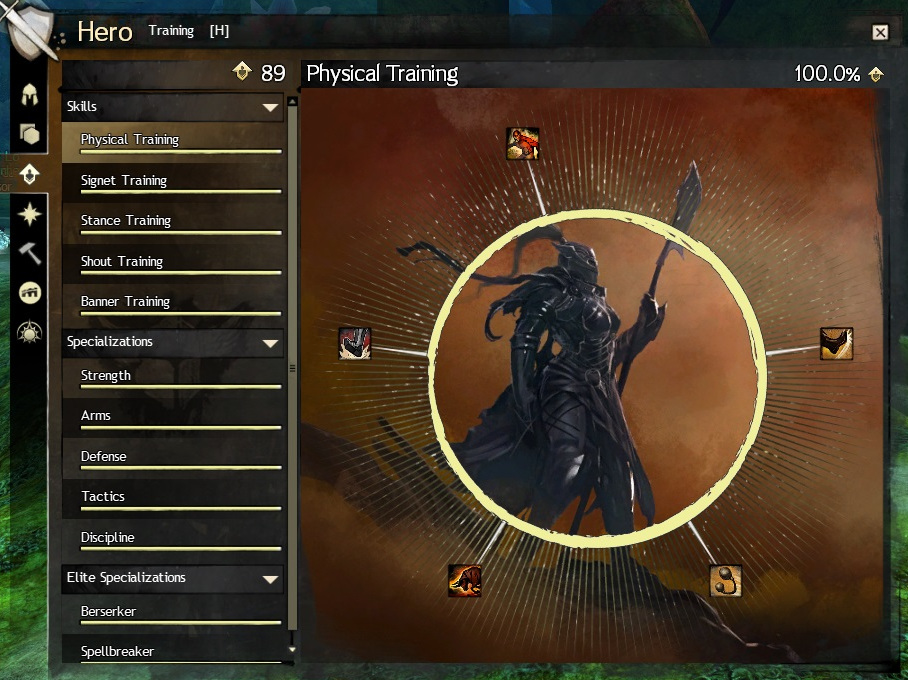 Hero Training [H]
89
Physical Training 100.0%
Skills
Physical Training
Signet Training
Stance Training
Shout Training
Banner Training
Specializations
Strength
Arms
Defense
Tactics
Discipline
Elite Specializations
Berserker
Spellbreaker